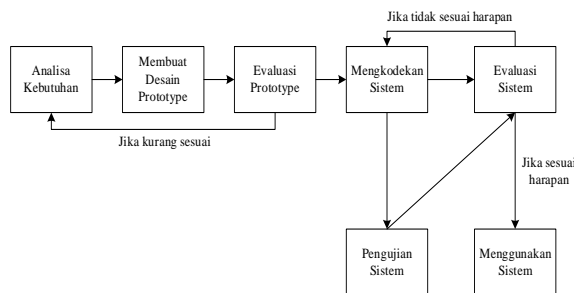 Jika tidak sesuai harapan
Analisa
Kebutuhan
Membuat
Desain
Prototype
Evaluasi
Prototype
Mengkodekan
Sistem
Evaluasi
Sistem
Jika kurang sesuai
Jika sesuai
harapan
Pengujian
Sistem
Menggunakan
Sistem